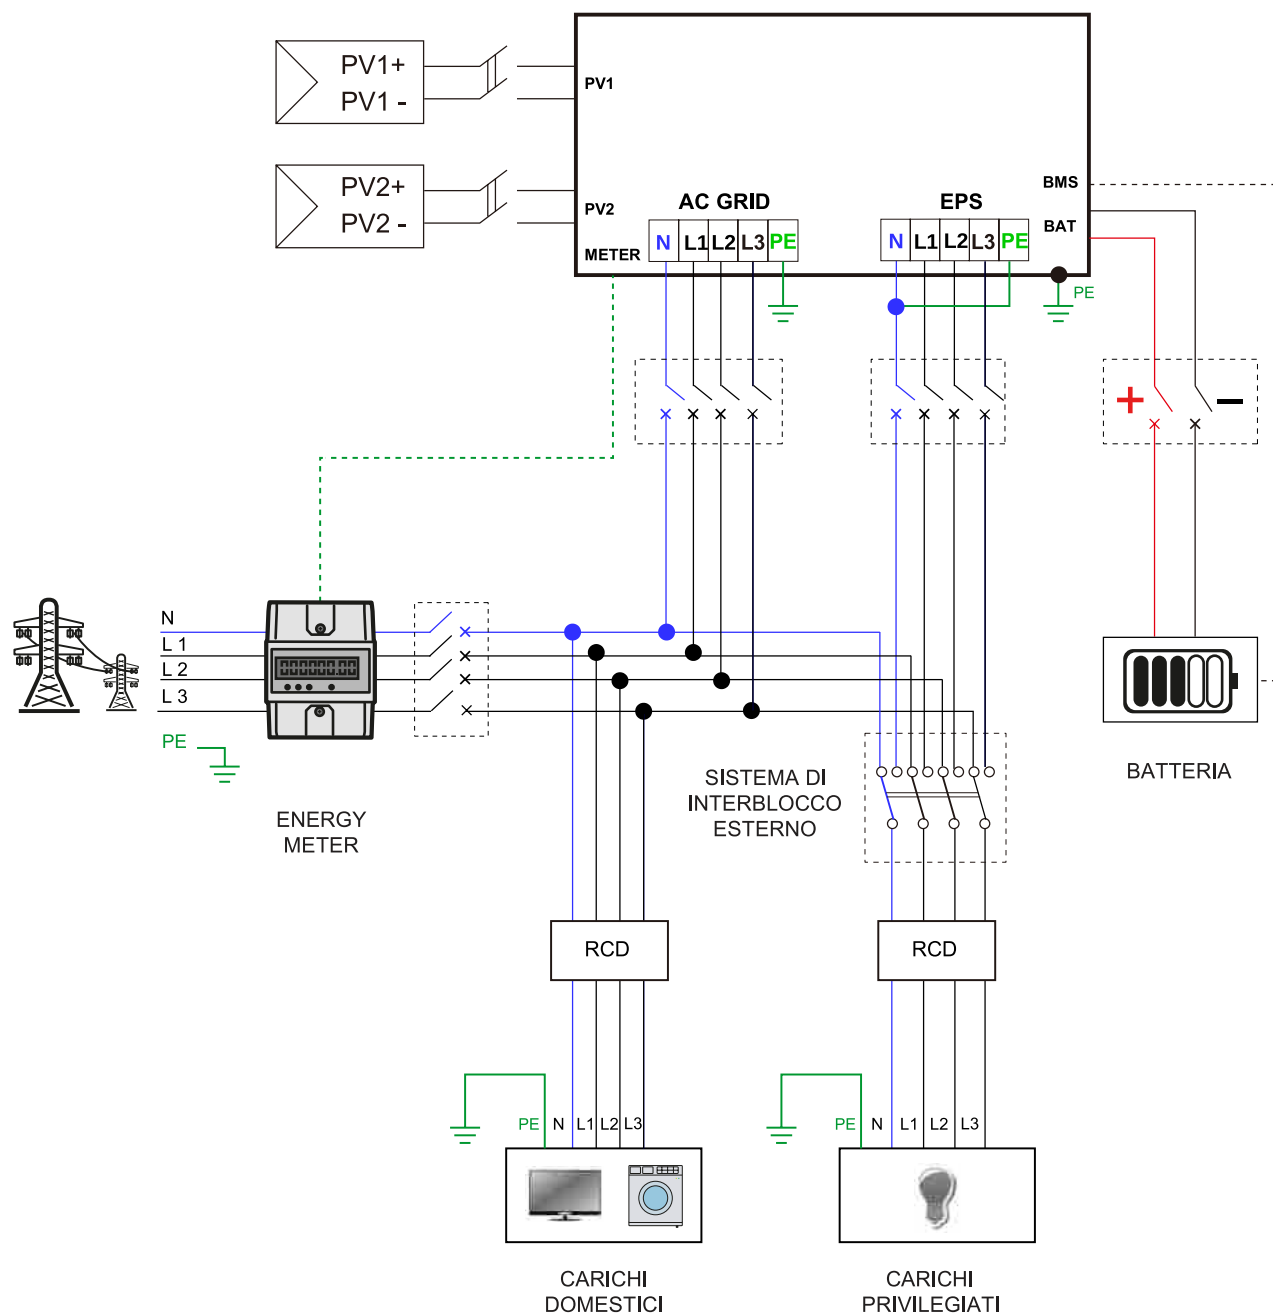 PV1+
PV1 -
PV1
PV2+
PV2 -
PV2
METER
AC GRID
N L1 L2 L3 PE
EPS
N L1 L2 L3 PE
BMS
BAT
PE
+ −
N
L 1
L 2
L 3
PE
000000.00
ENERGY
METER
SISTEMA DI
INTERBLOCCO
ESTERNO
BATTERIA
RCD
RCD
PE N L1 L2 L3
PE N L1 L2 L3
CARICHI
DOMESTICI
CARICHI
PRIVILEGIATI